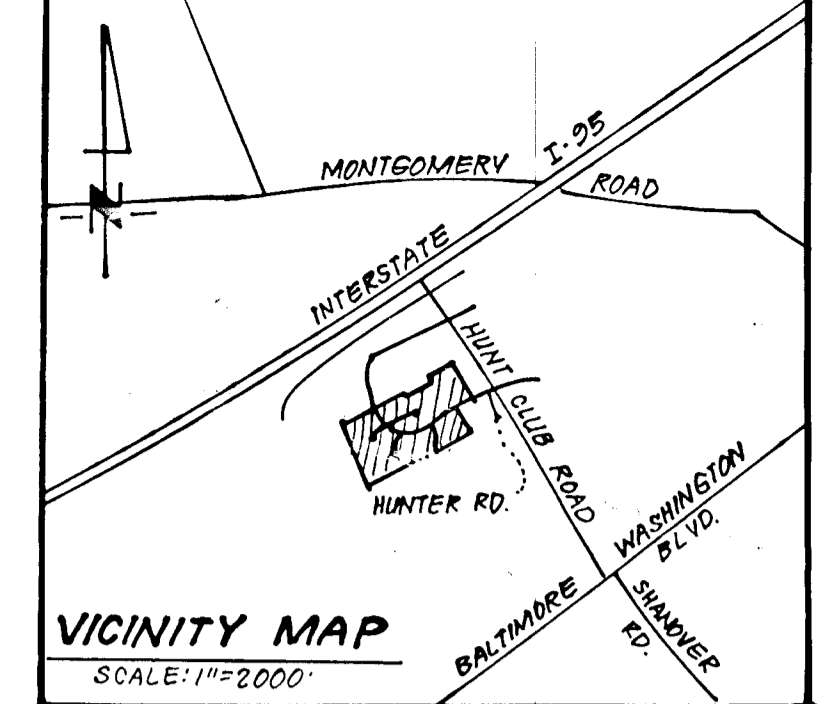 I-95
MONTGOMERY
ROAD
N
INTERSTATE
HUNT
CLUB ROAD
HUNTER RD.
WASHINGTON
BLVD.
BALTIMORE
SHANOVER
RD.
VICINITY MAP
SCALE: 1"=2000'